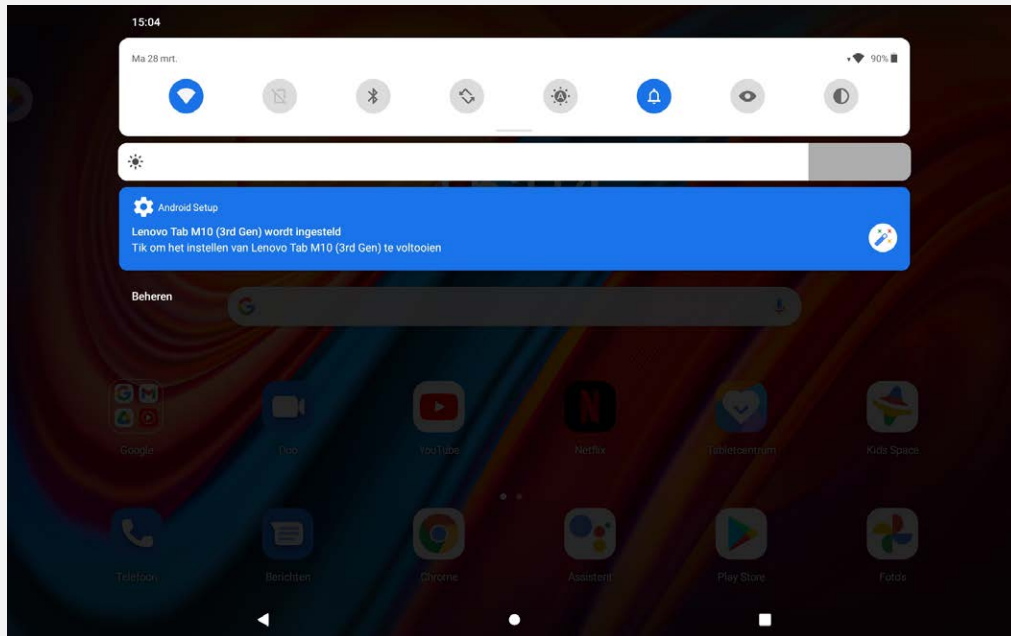 15:04
Ma 28 mrt.
90%
Android Setup
Lenovo Tab M10 (3rd Gen) wordt ingesteld
Tik om het instellen van Lenovo Tab M10 (3rd Gen) te voltooien
Beheren
Google
Duo
YouTube
Netflix
Tabletcentrum
Kids Space
Telefoon
Berichten
Chrome
Assistent
Play Store
Foto's